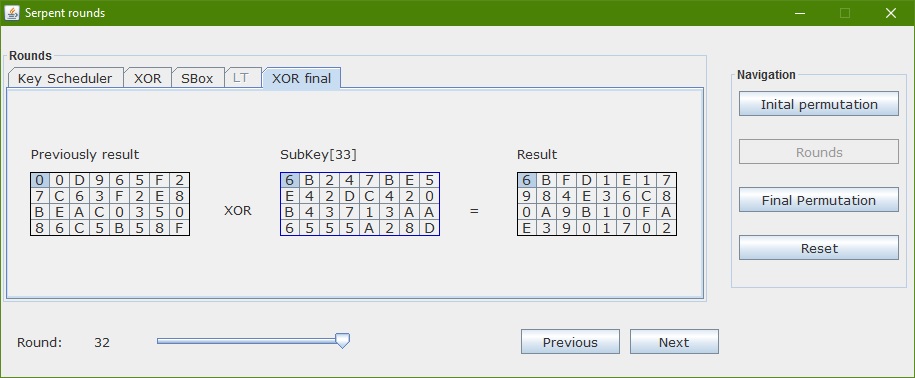 Serpent rounds
Rounds
Key Scheduler XOR SBox LT XOR final
Previously result SubKey[33] Result
0 0 D 9 6 5 F 2 6 B 2 4 7 B E 5 6 B F D 1 E 1 7
7 C 6 3 F 2 E 8 E 4 2 D C 4 2 0 9 8 4 E 3 6 C 8
B E A C 0 3 5 0 B 4 3 7 1 3 A A 0 A 9 B 1 0 F A
8 6 C 5 B 5 8 F 6 5 5 5 A 2 8 D E 3 9 0 1 7 0 2
XOR =
Round: 32
Previous Next
Navigation
Inital permutation
Rounds
Final Permutation
Reset